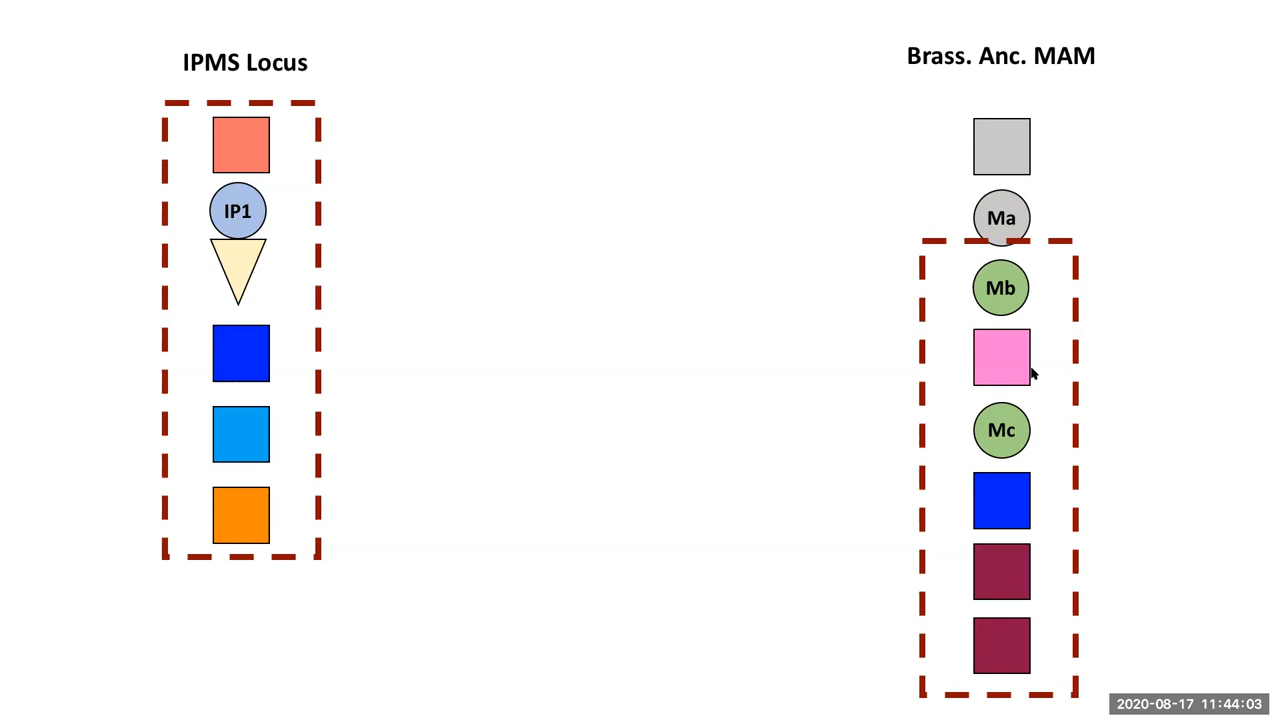 IPMS Locus
Brass. Anc. MAM
IP1
Ma
Mb
Mc
2020-08-17 11:44:03